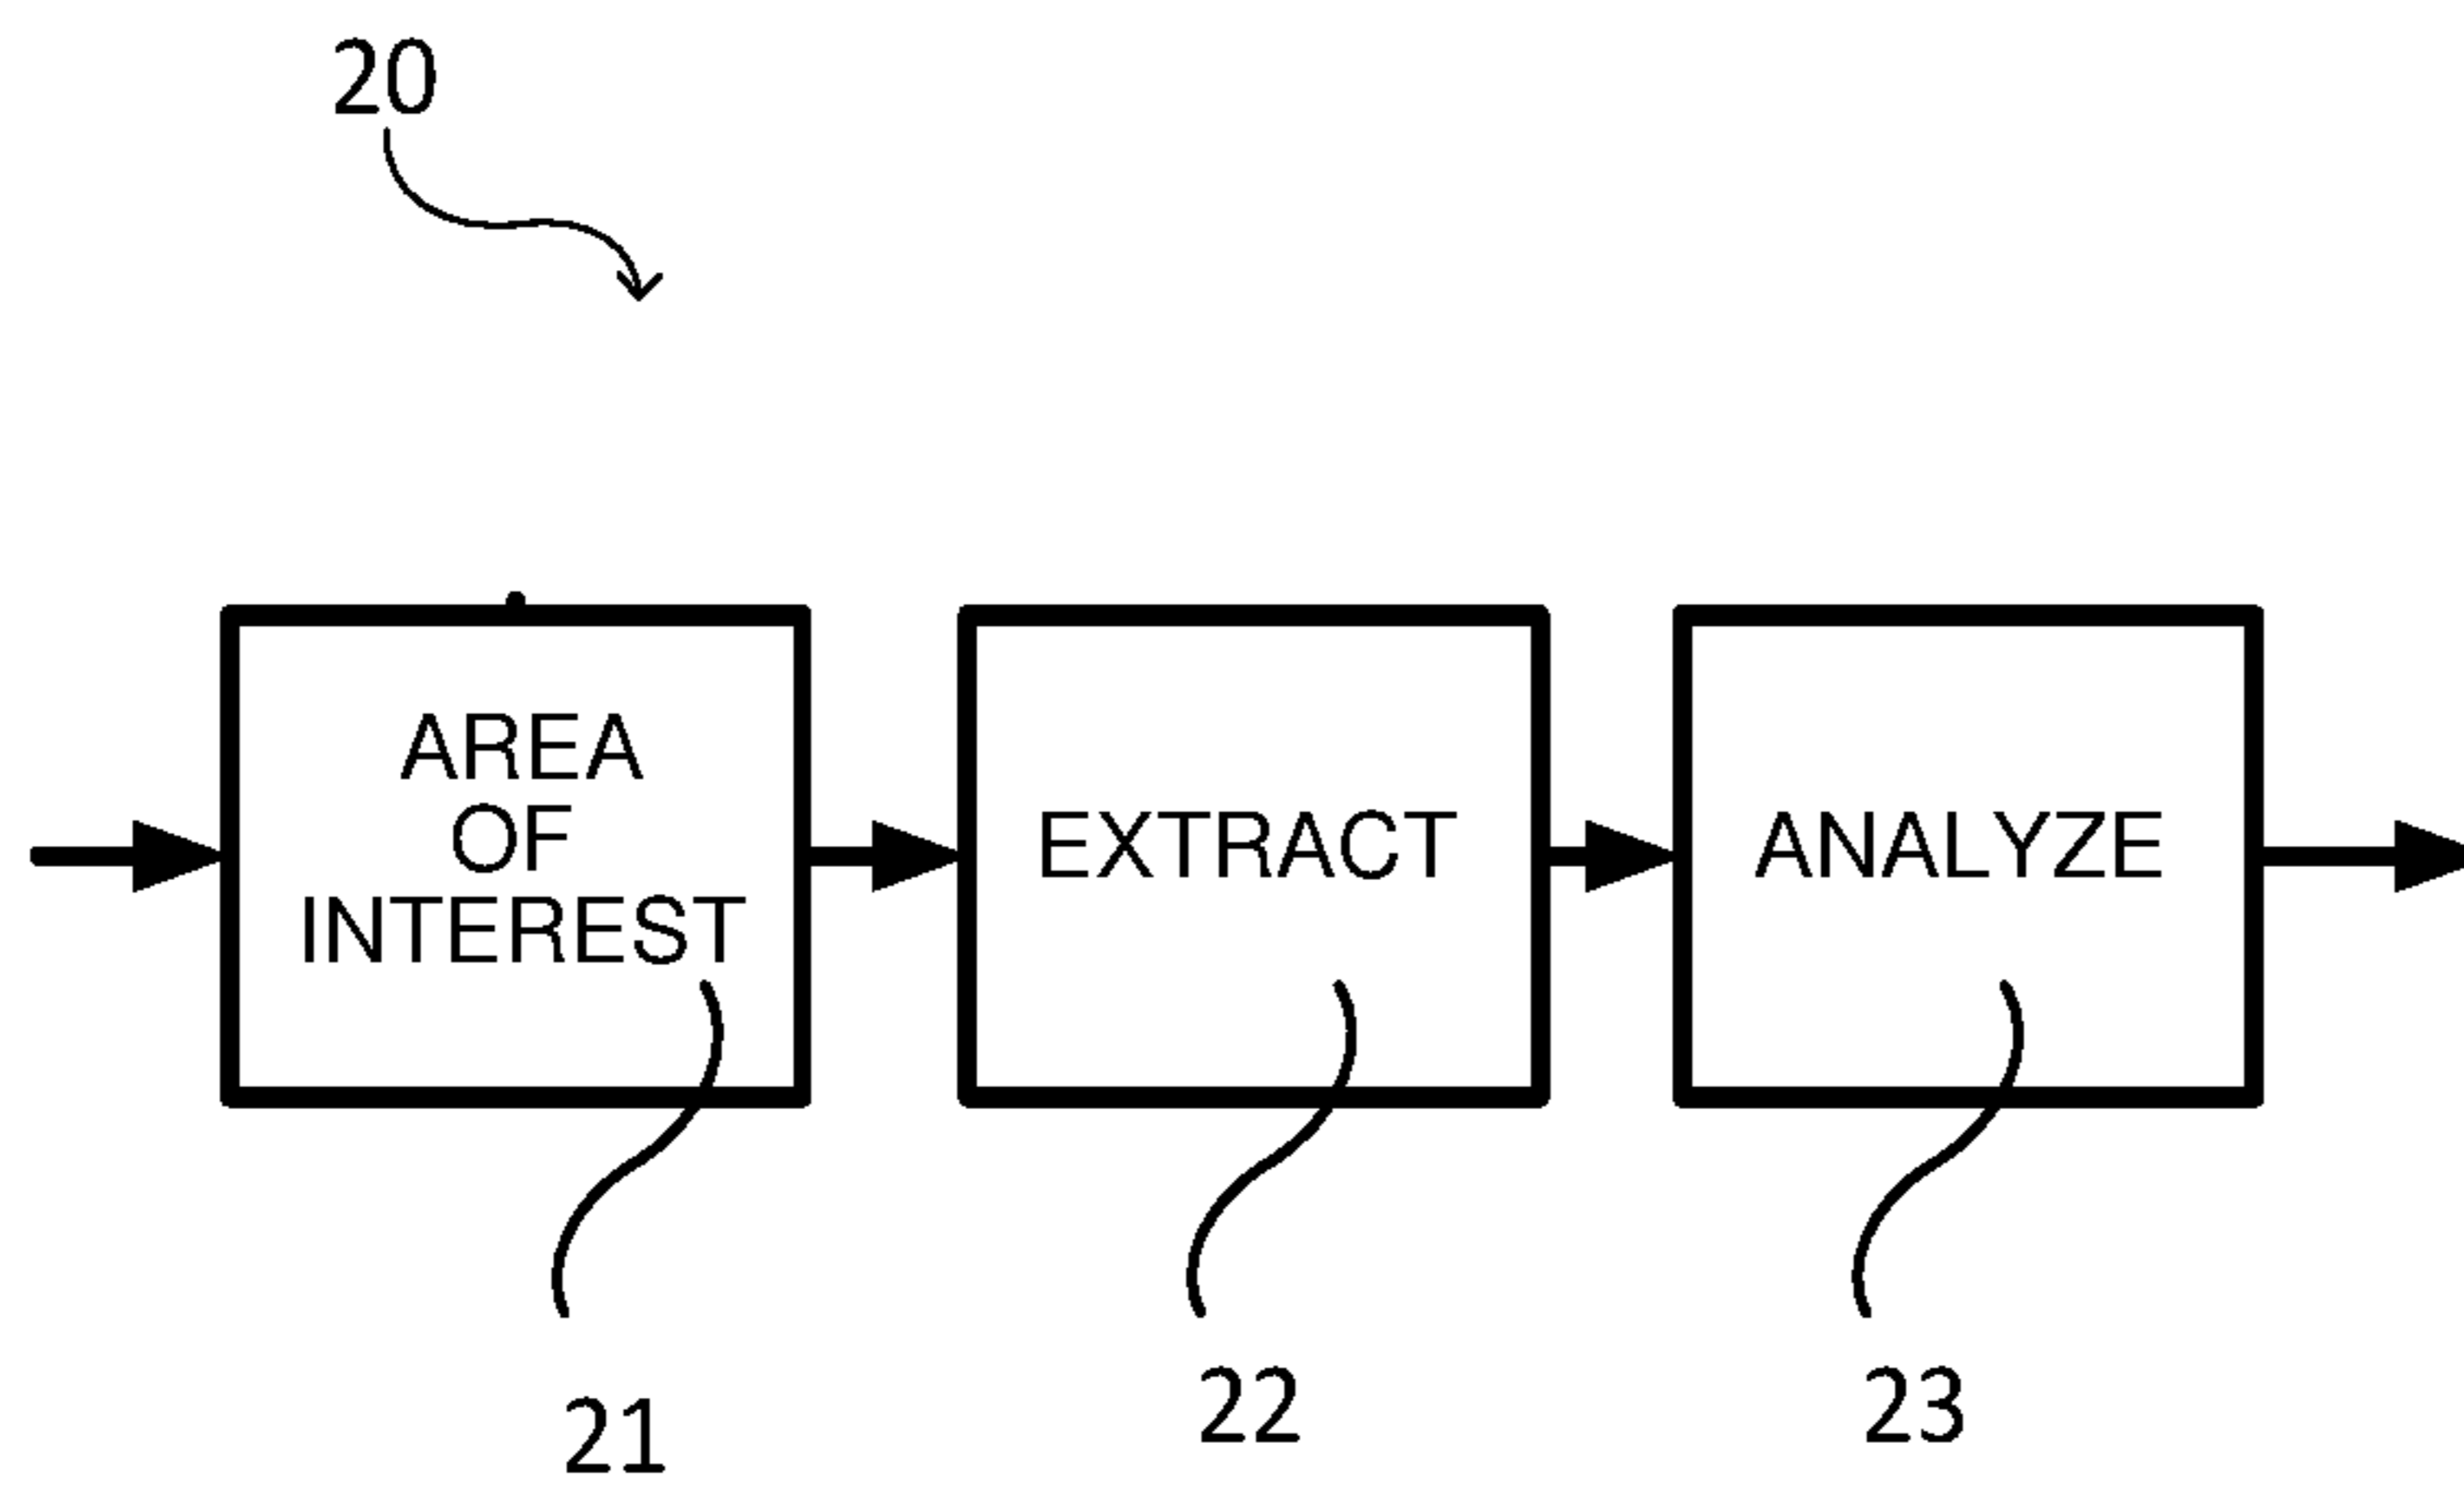 20
AREA
OF
INTEREST
EXTRACT
ANALYZE
21
22
23